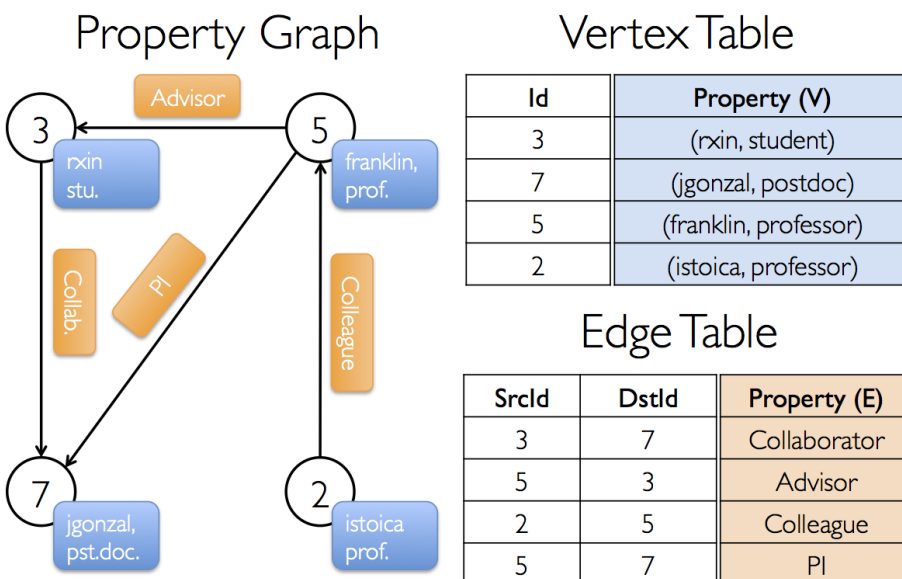 Property Graph
Advisor
3
rxin
stu.
5
franklin,
prof.
Collab.
PI
Colleague
7
jgonzal,
pst.doc.
2
istoica
prof.
Vertex Table
Id Property (V)
3 (rxin, student)
7 (jgonzal, postdoc)
5 (franklin, professor)
2 (istoica, professor)
Edge Table
SrcId DstId Property (E)
3 7 Collaborator
5 3 Advisor
2 5 Colleague
5 7 PI